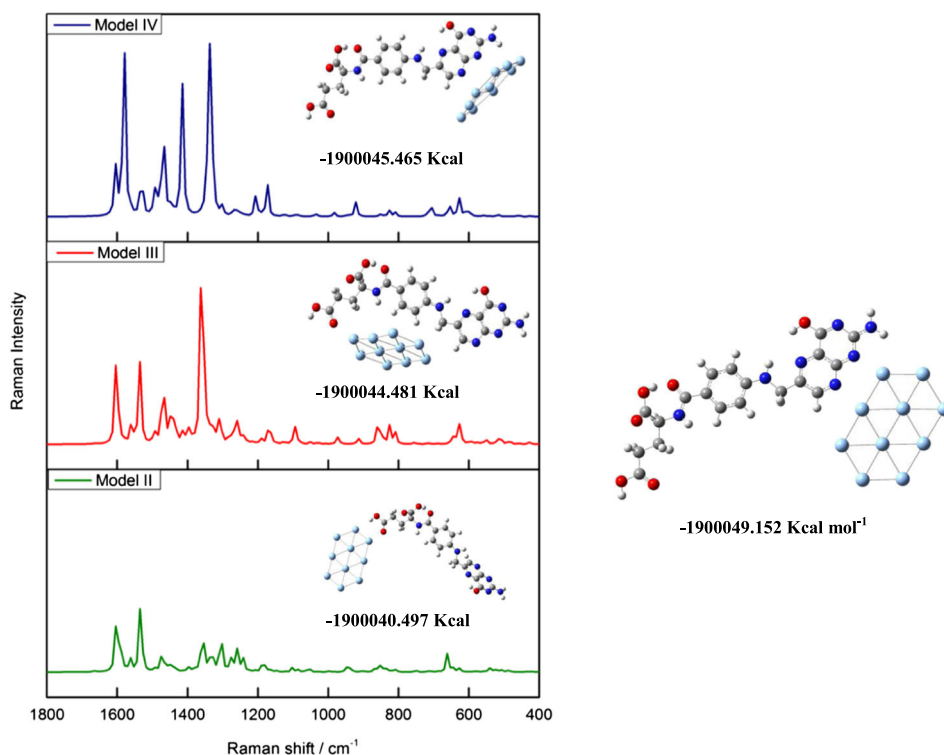 Model IV
-1900045.465 Kcal
Model III
-1900044.481 Kcal
Model II
-1900040.497 Kcal
1800 1600 1400 1200 1000 800 600 400
Raman shift / cm-1
Raman Intensity
-1900049.152 Kcal mol-1